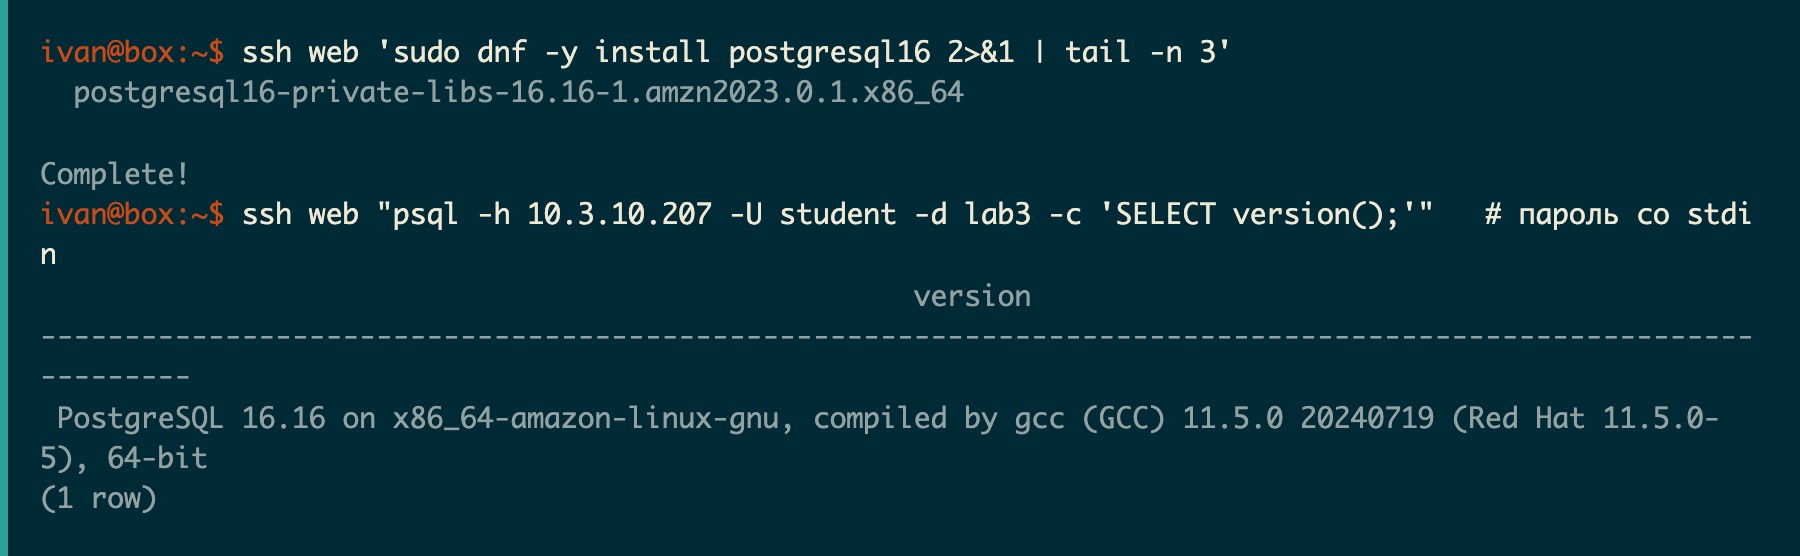 ivan@box:~$ ssh web 'sudo dnf -y install postgresql16 2>&1 | tail -n 3'
  postgresql16-private-libs-16.16-1.amzn2023.0.1.x86_64

Complete!
ivan@box:~$ ssh web "psql -h 10.3.10.207 -U student -d lab3 -c 'SELECT version();'"   # пароль со stdi
n
                                                    version
------------------------------------------------------------------------------------------------------
---------
 PostgreSQL 16.16 on x86_64-amazon-linux-gnu, compiled by gcc (GCC) 11.5.0 20240719 (Red Hat 11.5.0-
5), 64-bit
(1 row)